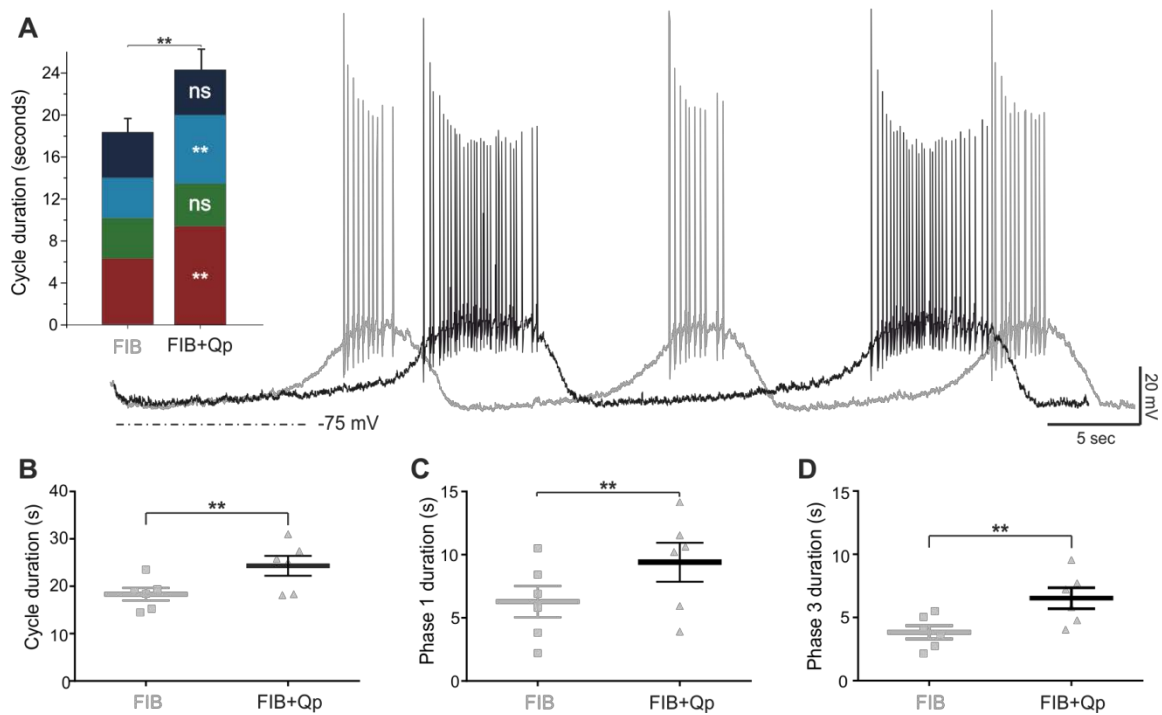 A
**
Cycle duration (seconds)
24
20
16
12
8
4
0
ns
**
ns
**
FIB
FIB+Qp
-75 mV
20 mV
5 sec
B
Cycle duration (s)
40
30
20
10
0
**
FIB
FIB+Qp
C
Phase 1 duration (s)
15
10
5
0
**
FIB
FIB+Qp
D
Phase 3 duration (s)
15
10
5
0
**
FIB
FIB+Qp